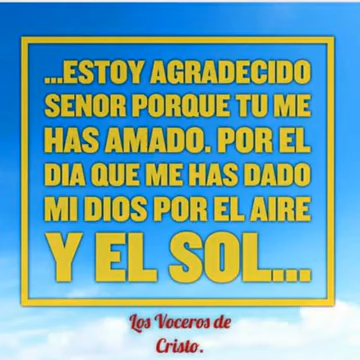 ...ESTOY AGRADECIDO
SENOR PORQUE TU ME
HAS AMADO. POR EL
DIA QUE ME HAS DADO
MI DIOS POR EL AIRE
Y EL SOL...
Los Voceros de
Cristo.